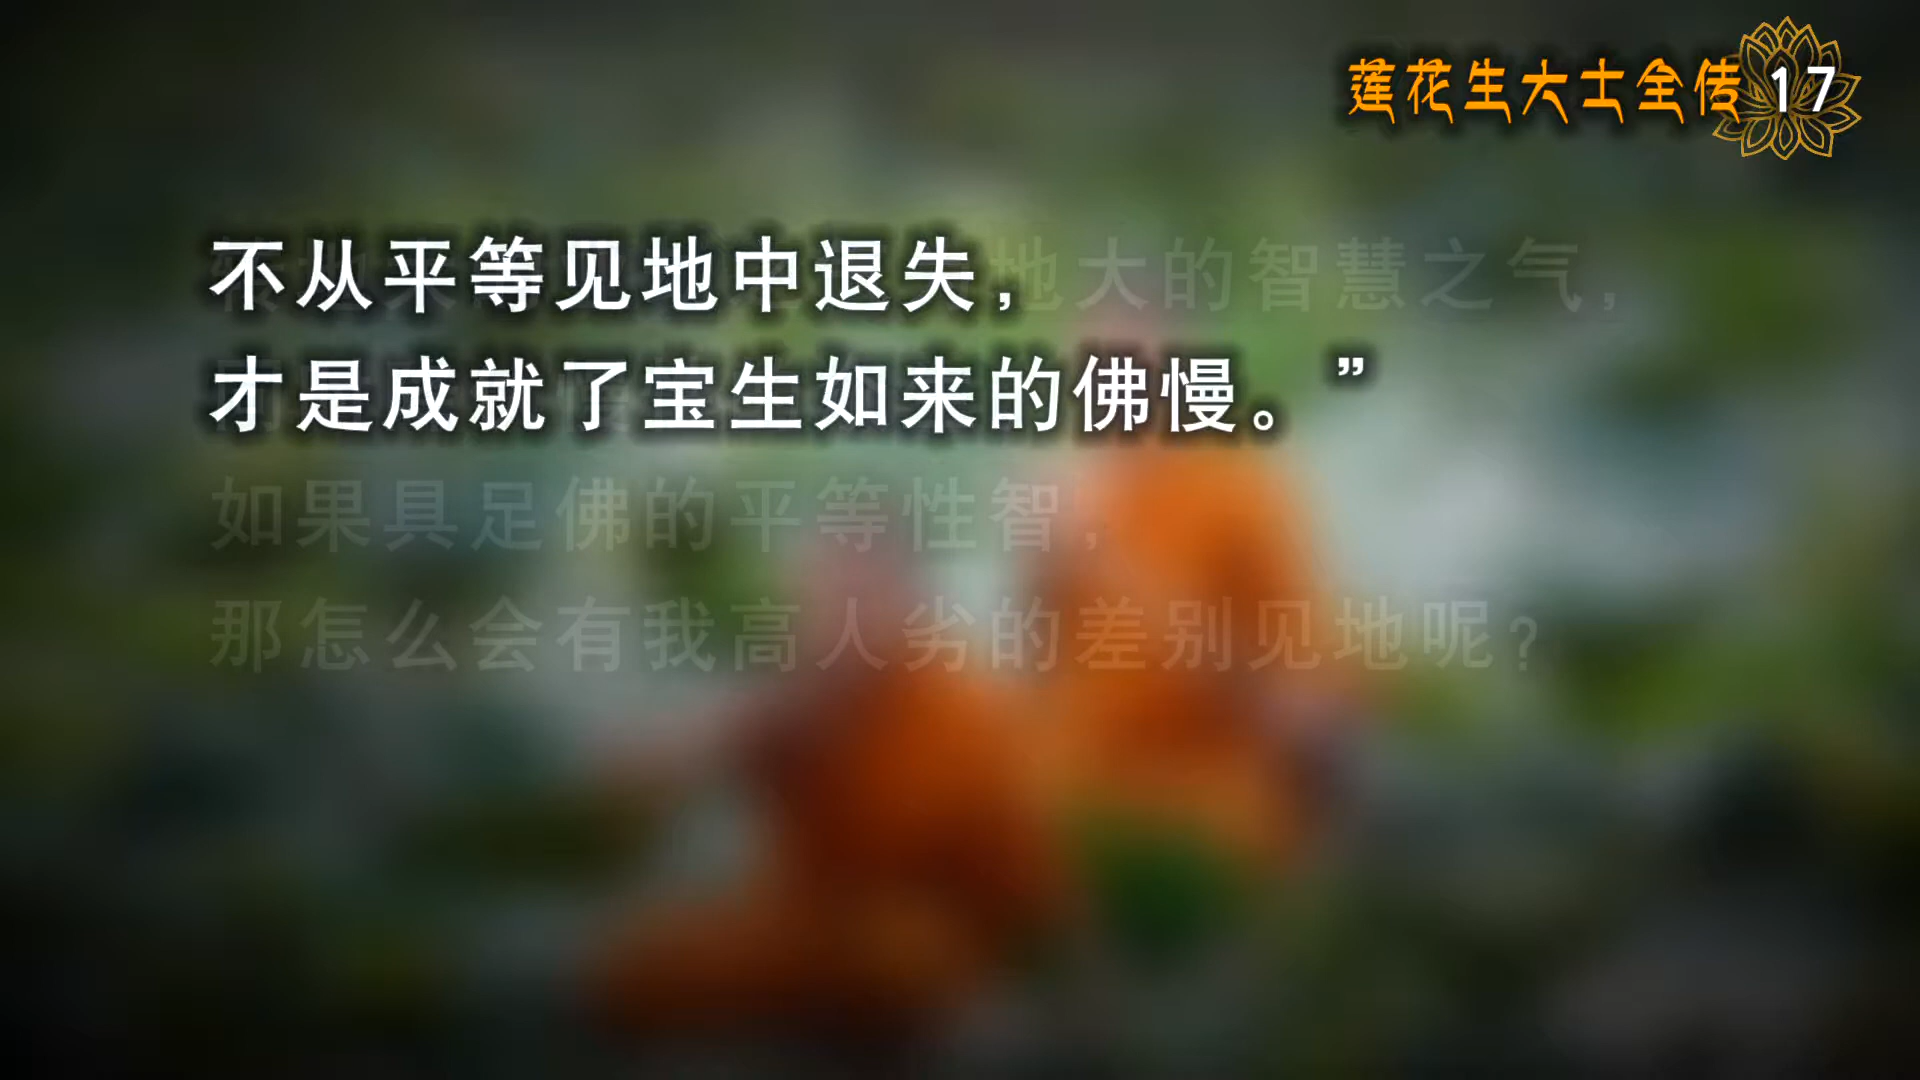 莲花生大士全传 17
不从平等见地中退失，
地大的智慧之气，
才是成就了宝生如来的佛慢。”
如果具足佛的平等性智，
那怎么会有我高人劣的差别见地呢？